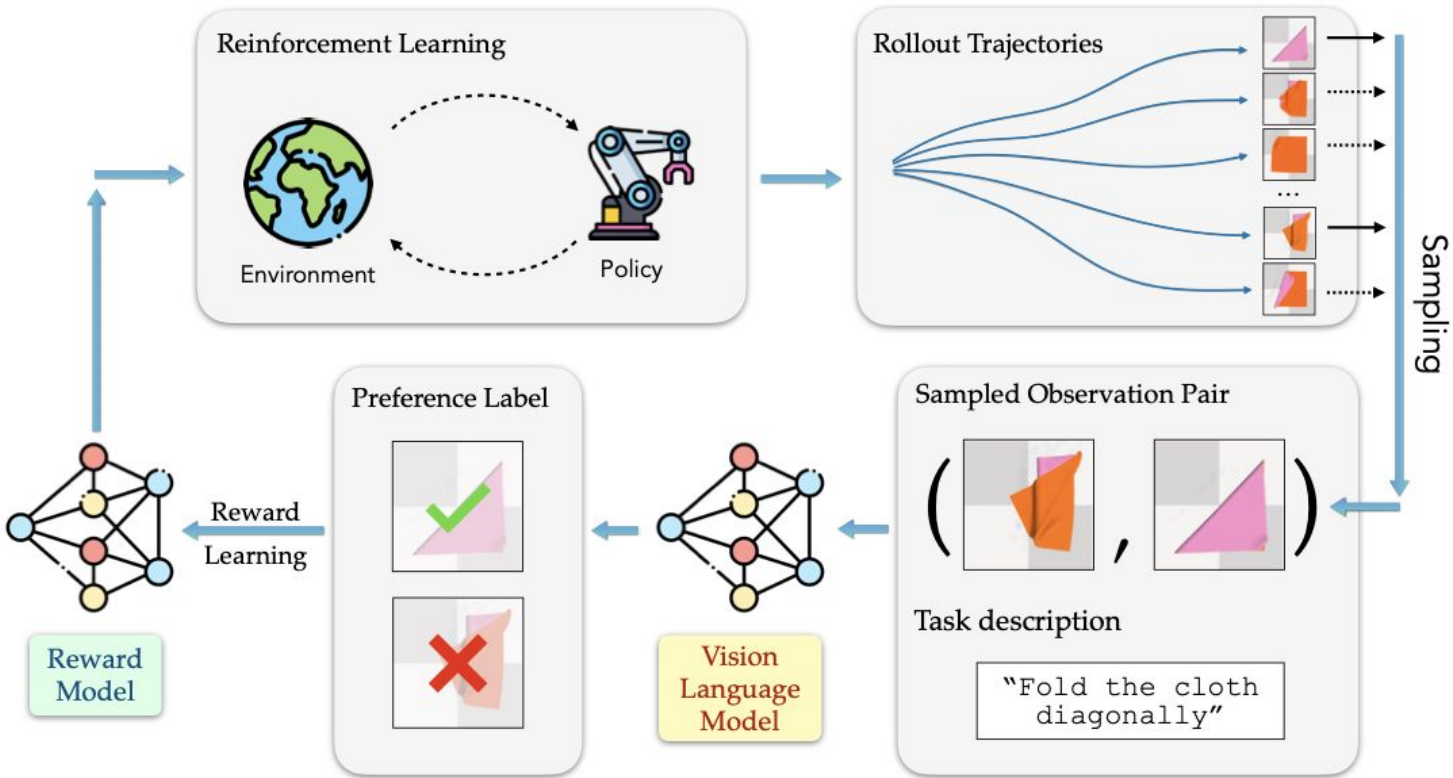 Reinforcement Learning
Environment
Policy
Rollout Trajectories
...
Sampling
Sampled Observation Pair
( , )
Task description
“Fold the cloth
diagonally”
Vision
Language
Model
Preference Label
Reward
Learning
Reward
Model